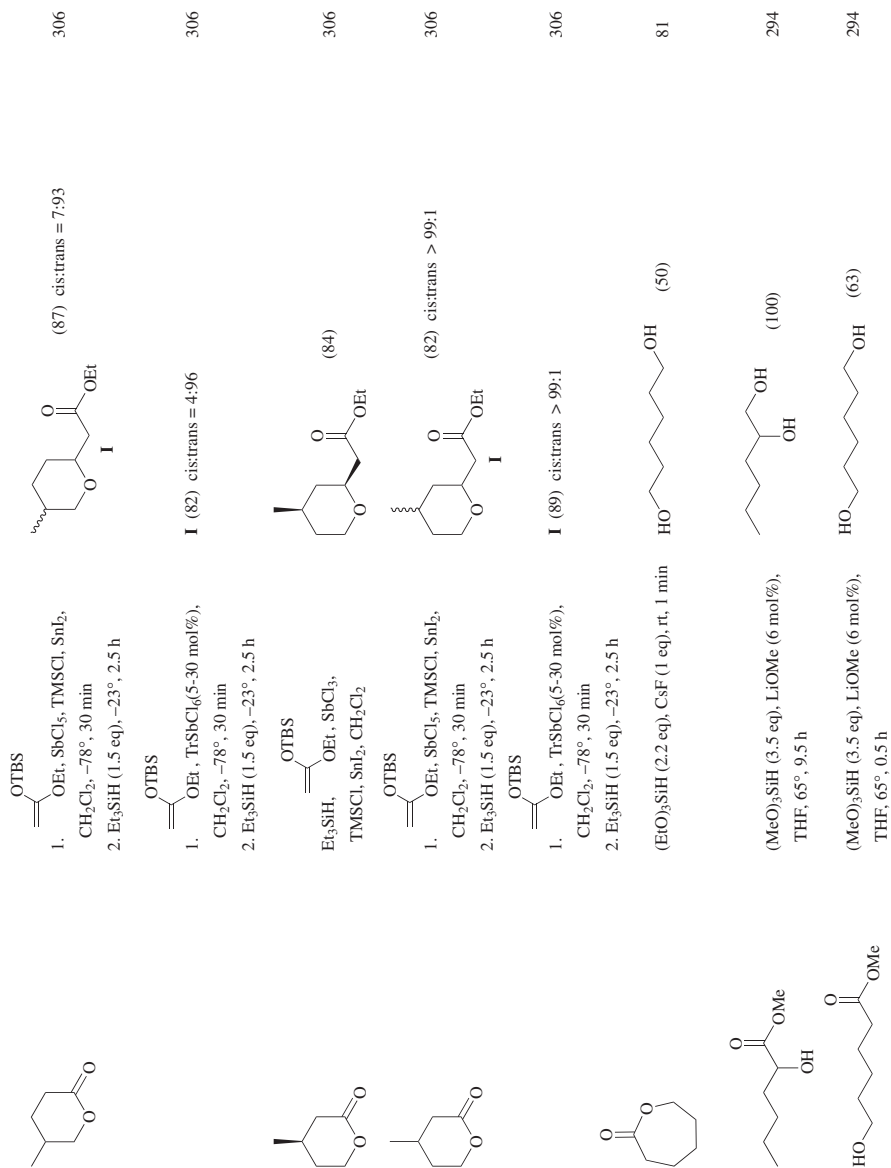 OTBS
1. OEt, SbCl5, TMSCl, SnI2,
CH2Cl2, –78°, 30 min
2. Et3SiH (1.5 eq), –23°, 2.5 h
O
O
O
O
OEt
I
(87) cis:trans = 7:93
306
OTBS
1. OEt, TrSbCl6(5-30 mol%),
CH2Cl2, –78°, 30 min
2. Et3SiH (1.5 eq), –23°, 2.5 h
I (82) cis:trans = 4:96
306
O
O
OTBS
Et3SiH, OEt, SbCl3,
TMSCl, SnI2, CH2Cl2
O
O
OEt
(84)
306
O
O
OTBS
1. OEt, SbCl5, TMSCl, SnI2,
CH2Cl2, –78°, 30 min
2. Et3SiH (1.5 eq), –23°, 2.5 h
O
O
OEt
I
(82) cis:trans > 99:1
306
OTBS
1. OEt, TrSbCl6(5-30 mol%),
CH2Cl2, –78°, 30 min
2. Et3SiH (1.5 eq), –23°, 2.5 h
I (89) cis:trans > 99:1
306
O
O
(EtO)3SiH (2.2 eq), CsF (1 eq), rt, 1 min
HO
OH
(50)
81
O
OMe
OH
(MeO)3SiH (3.5 eq), LiOMe (6 mol%),
THF, 65°, 9.5 h
OH
OH
(100)
294
HO
O
OMe
(MeO)3SiH (3.5 eq), LiOMe (6 mol%),
THF, 65°, 0.5 h
HO
OH
(63)
294